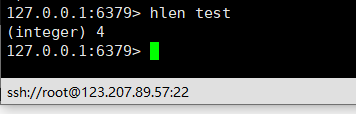 127.0.0.1:6379> hlen test
(integer) 4
127.0.0.1:6379>
ssh://root@123.207.89.57:22